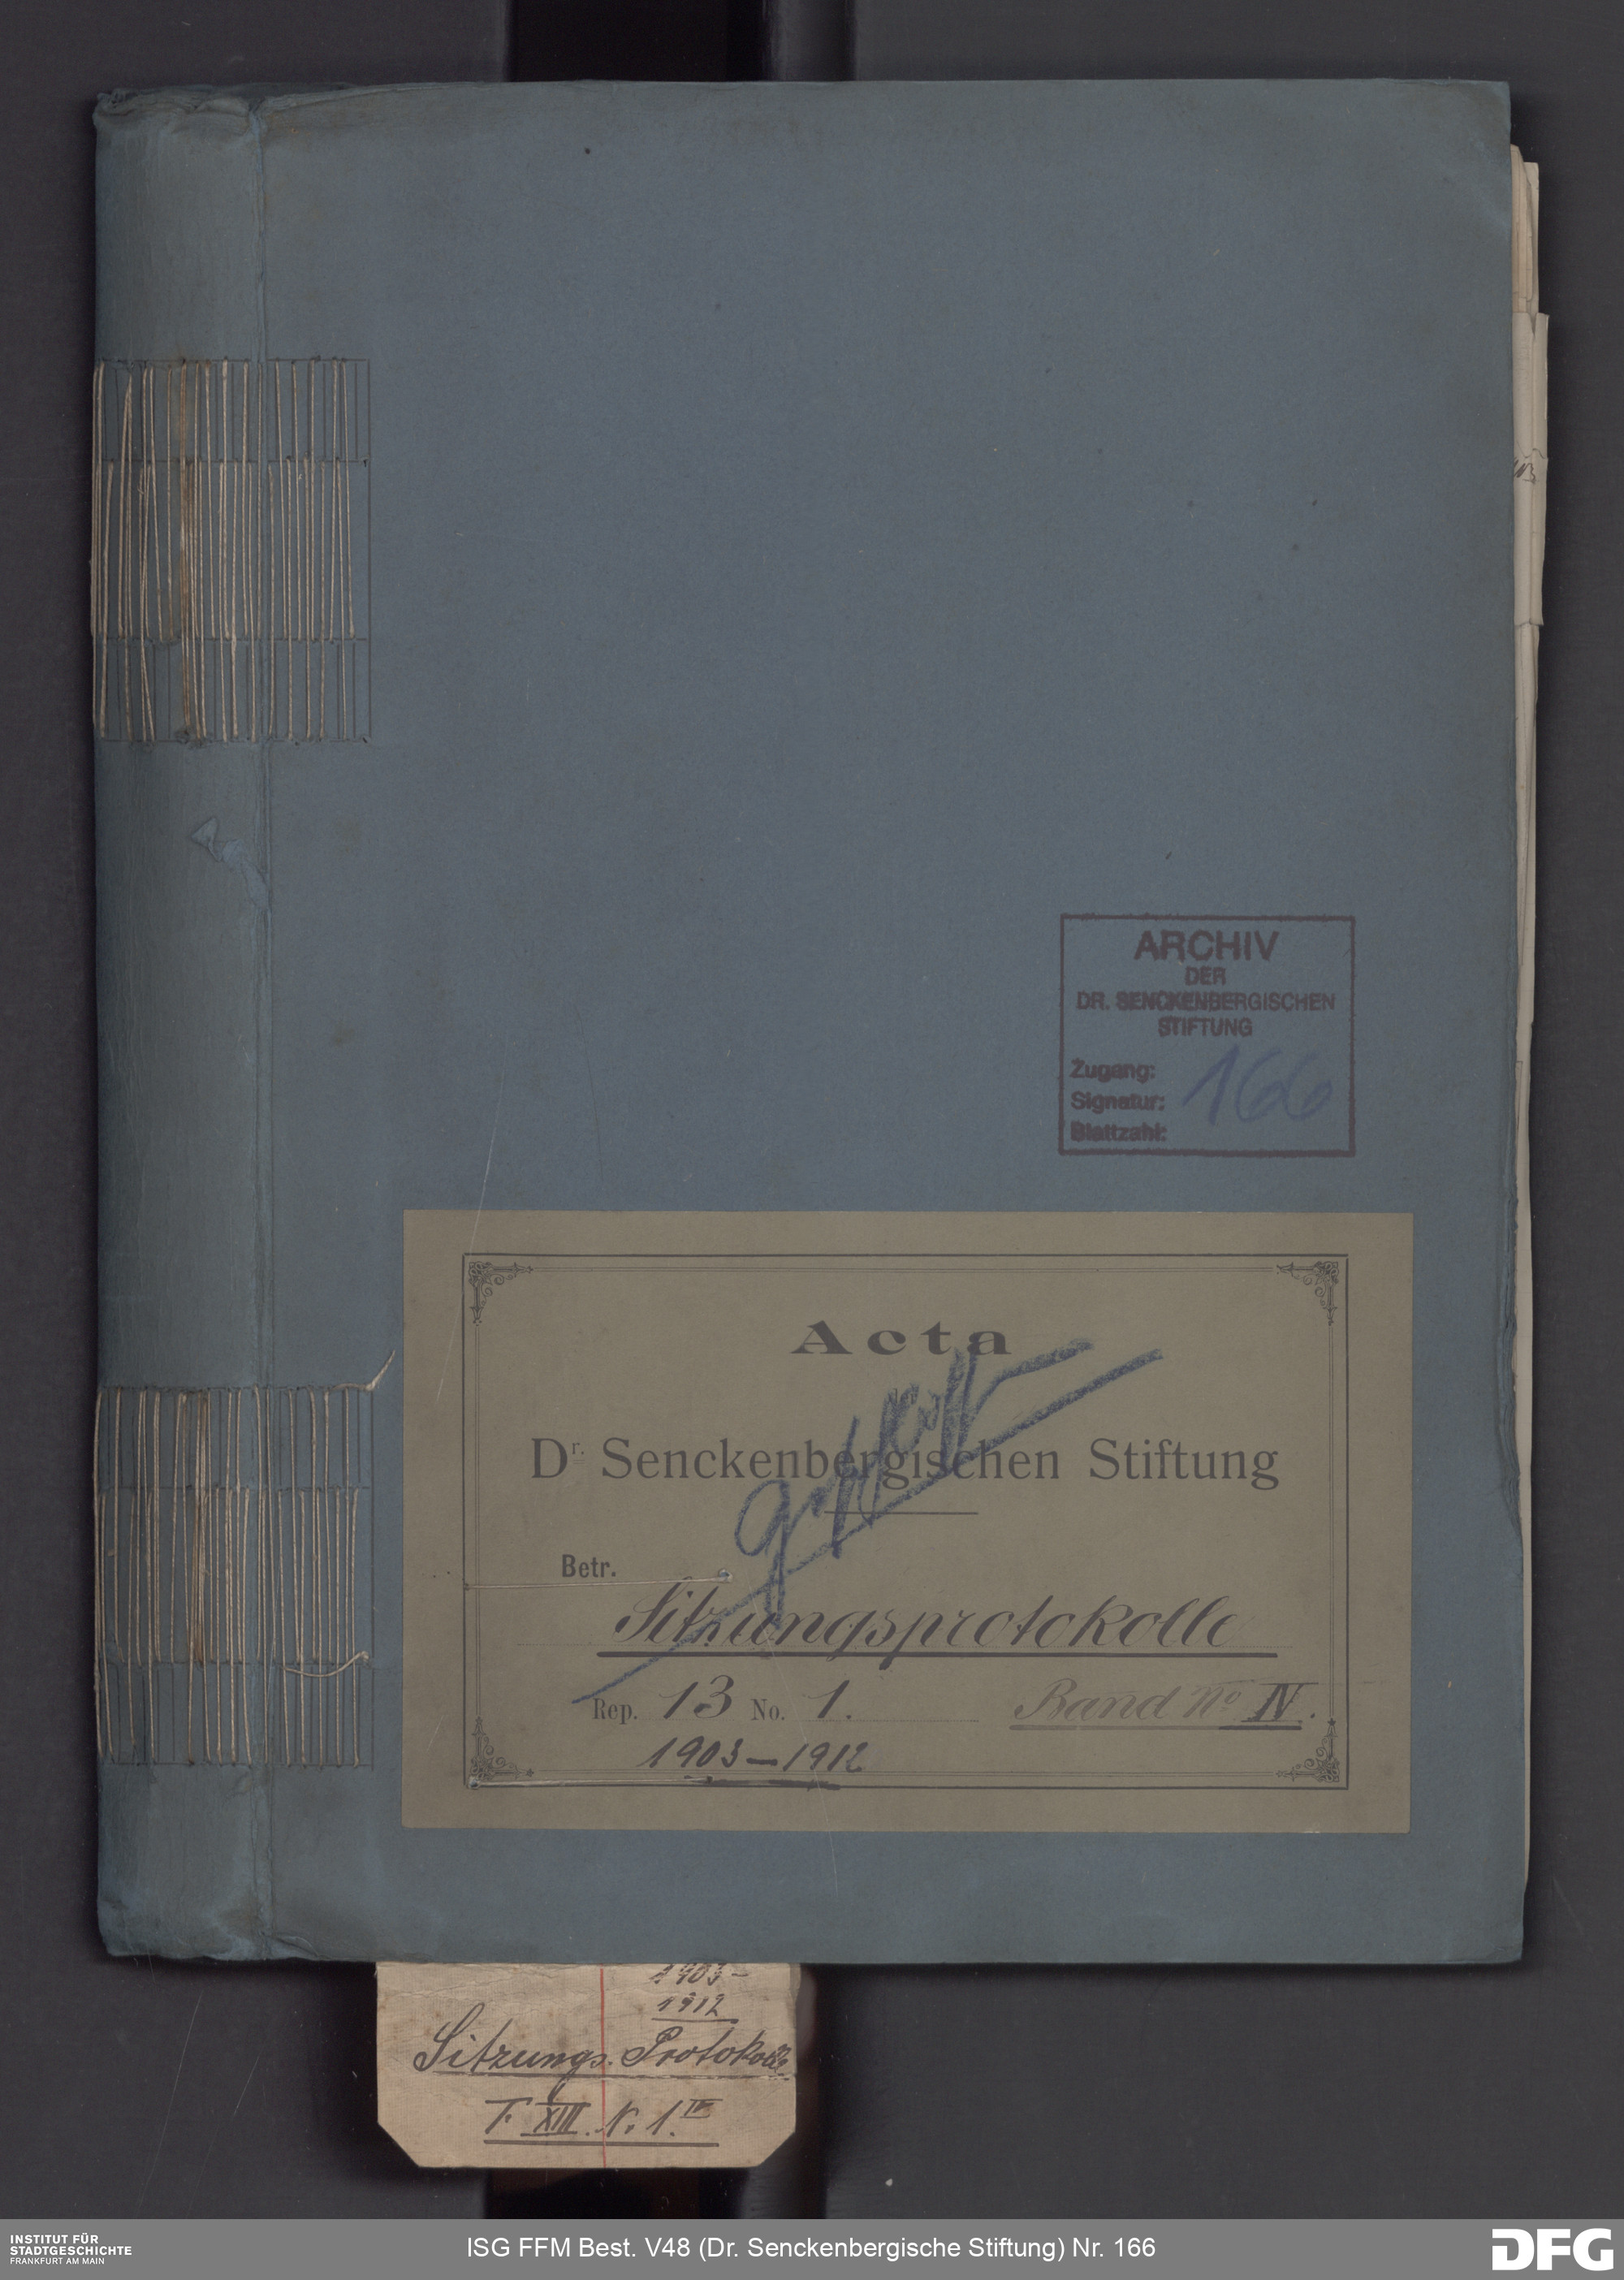 ARCHIV
DER
DR. SENCKENBERGISCHEN
STIFTUNG
Zugang:
Signatur: 166
Blattzahl:
Acta
Dr. Senckenbergischen Stiftung
Betr.
Sitzungsprotokolle
Rep. 13 No. 1. Band No IV.
1903-1912
1903-
1912
Sitzungs-Protokolle
F. XIII. N. 1. IV
INSTITUT FÜR
STADTGESCHICHTE
FRANKFURT AM MAIN
ISG FFM Best. V48 (Dr. Senckenbergische Stiftung) Nr. 166
DFG